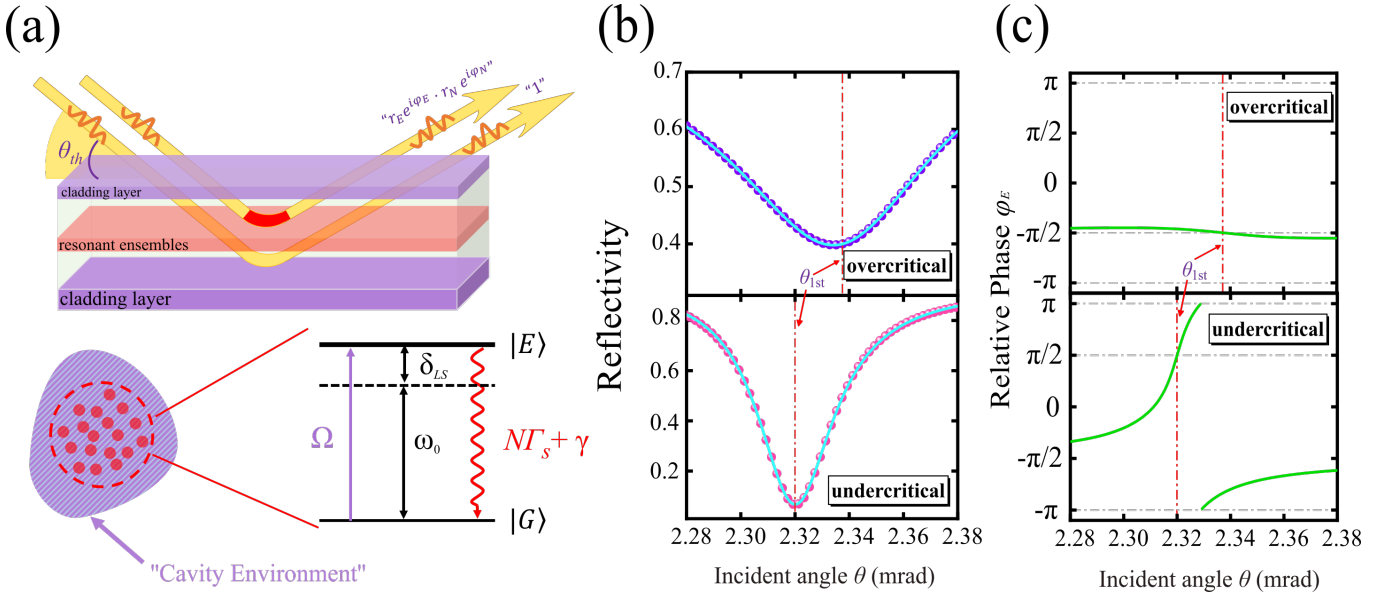 (a)
"r_E e^{iφ_E} · r_N e^{iφ_N}"
"1"
θ_th
cladding layer
resonant ensembles
cladding layer
|E⟩
δ_LS
Ω
ω_0
NΓ_s + γ
|G⟩
"Cavity Environment"
(b)
Reflectivity
0.7
0.6
0.5
0.4
overcritical
θ_1st
0.8
0.6
0.4
0.2
undercritical
2.28
2.30
2.32
2.34
2.36
2.38
Incident angle θ (mrad)
(c)
Relative Phase φ_E
π
π/2
0
-π/2
-π
overcritical
θ_1st
π
π/2
0
-π/2
-π
undercritical
2.28
2.30
2.32
2.34
2.36
2.38
Incident angle θ (mrad)